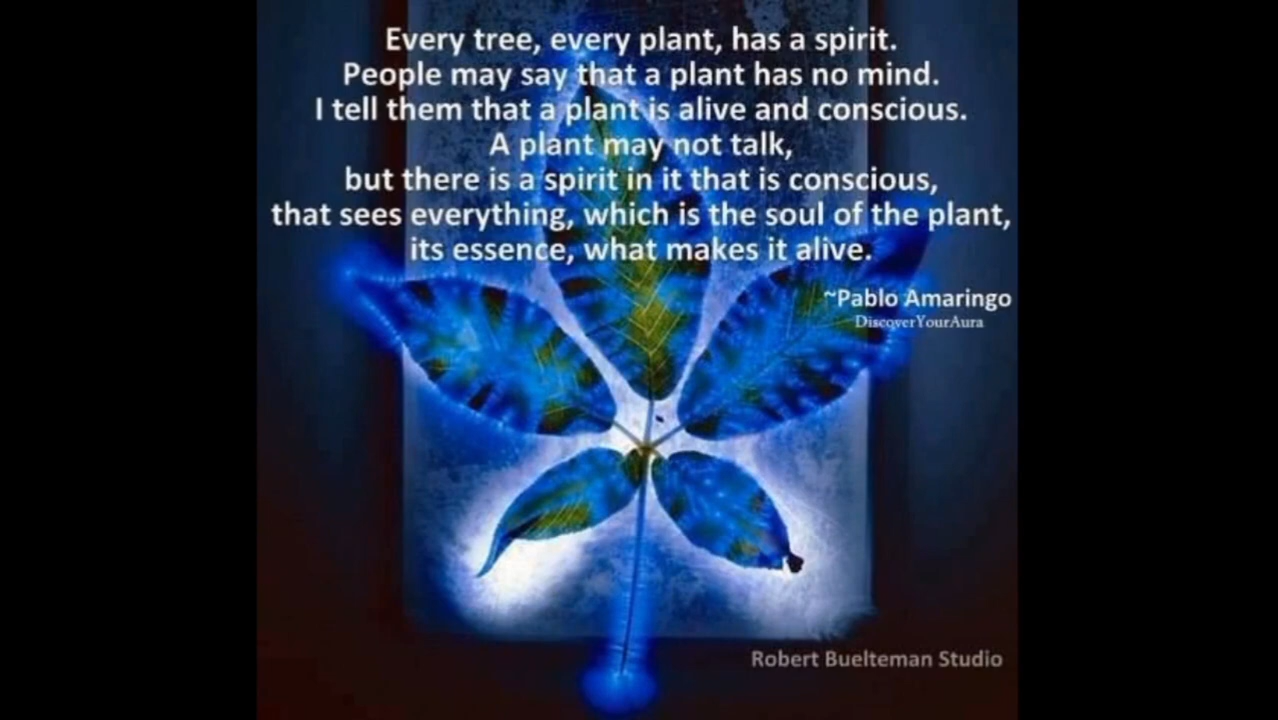 Every tree, every plant, has a spirit.
People may say that a plant has no mind.
I tell them that a plant is alive and conscious.
A plant may not talk,
but there is a spirit in it that is conscious,
that sees everything, which is the soul of the plant,
its essence, what makes it alive.
~Pablo Amaringo
DiscoverYourAura
Robert Buelteman Studio